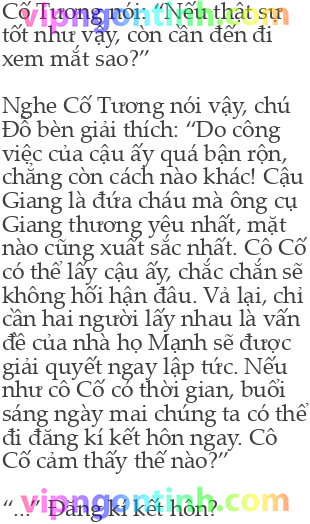 Cố Tương nói: “Nếu thật sự
tốt như vậy, còn cần đến đi
xem mắt sao?”
Nghe Cố Tương nói vậy, chú
Đỗ bèn giải thích: “Do công
việc của cậu ấy quá bận rộn,
chẳng còn cách nào khác! Cậu
Giang là đứa cháu mà ông cụ
Giang thương yêu nhất, mặt
nào cũng xuất sắc nhất. Cô Cố
có thể lấy cậu ấy, chắc chắn sẽ
không hối hận đâu. Vả lại, chỉ
cần hai người lấy nhau là vấn
đề của nhà họ Mạnh sẽ được
giải quyết ngay lập tức. Nếu
như cô Cố có thời gian, buổi
sáng ngày mai chúng ta có thể
đi đăng kí kết hôn ngay. Cô
Cố cảm thấy thế nào?”
“...” Đăng kí kết hôn?
vipngontinh.com
vipngontinh.com